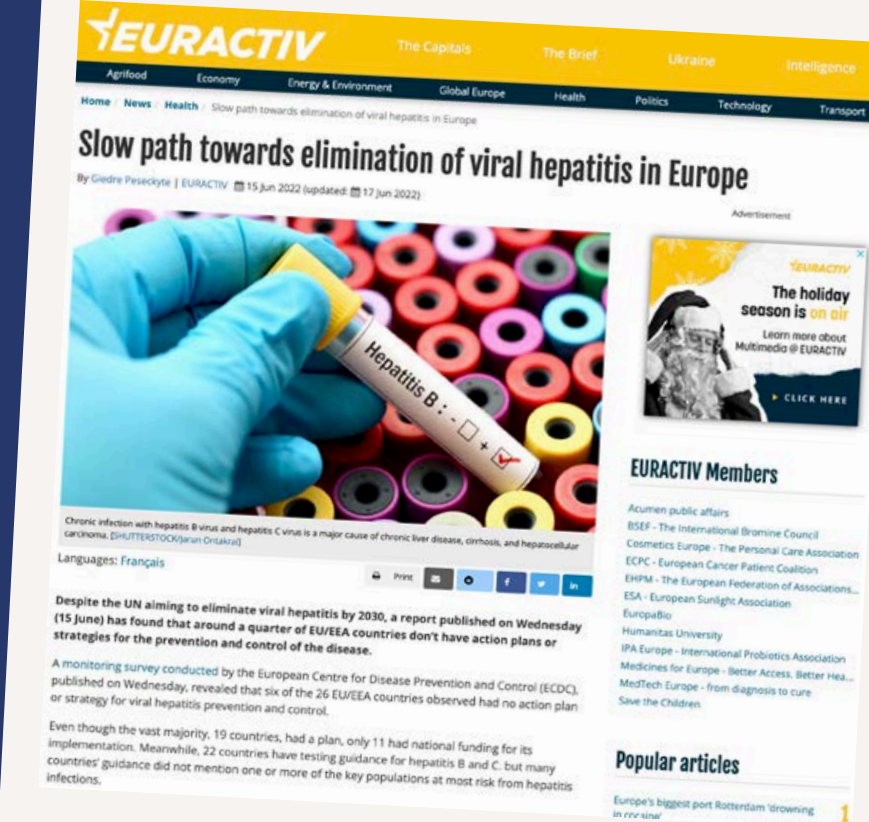 EURACTIV
The Capitals The Brief Ukraine Intelligence
Agrifood Economy Energy & Environment Global Europe Health Politics Technology Transport
Home / News / Health / Slow path towards elimination of viral hepatitis in Europe
Slow path towards elimination of viral hepatitis in Europe
By Giedre Peseckyte | EURACTIV 15 Jun 2022 (updated: 17 Jun 2022)
Hepatitis B : - +
Chronic infection with hepatitis B virus and hepatitis C virus is a major cause of chronic liver disease, cirrhosis, and hepatocellular
carcinoma. [SHUTTERSTOCK/Jarun Ontakrai]
Languages: Français
Print
f
in
Despite the UN aiming to eliminate viral hepatitis by 2030, a report published on Wednesday
(15 June) has found that around a quarter of EU/EEA countries don't have action plans or
strategies for the prevention and control of the disease.
A monitoring survey conducted by the European Centre for Disease Prevention and Control (ECDC),
published on Wednesday, revealed that six of the 26 EU/EEA countries observed had no action plan
or strategy for viral hepatitis prevention and control.
Even though the vast majority, 19 countries, had a plan, only 11 had national funding for its
implementation. Meanwhile, 22 countries have testing guidance for hepatitis B and C, but many
countries' guidance did not mention one or more of the key populations at most risk from hepatitis
infections.
Advertisement
EURACTIV
The holiday
season is on air
Learn more about
Multimedia @ EURACTIV
CLICK HERE
EURACTIV Members
Acumen public affairs
BSEF - The International Bromine Council
Cosmetics Europe - The Personal Care Association
ECPC - European Cancer Patient Coalition
EHPM - The European Federation of Associations...
ESA - European Sunlight Association
EuropaBio
Humanitas University
IPA Europe - International Probiotics Association
Medicines for Europe - Better Access, Better Hea...
MedTech Europe - from diagnosis to cure
Save the Children
Popular articles
Europe's biggest port Rotterdam 'drowning
in cocaine'
1